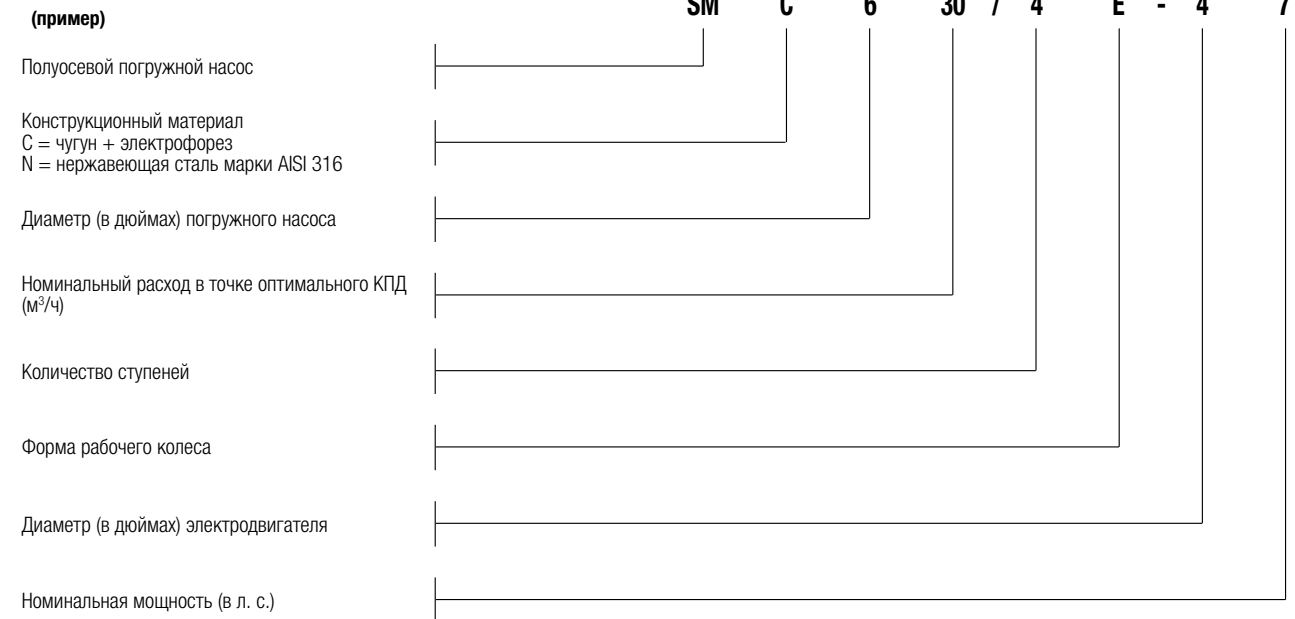 SM C 6 30 / 4 E - 4 7
(пример)
Полуосевой погружной насос
Конструкционный материал
C = чугун + электрофорез
N = нержавеющая сталь марки AISI 316
Диаметр (в дюймах) погружного насоса
Номинальный расход в точке оптимального КПД
(м³/ч)
Количество ступеней
Форма рабочего колеса
Диаметр (в дюймах) электродвигателя
Номинальная мощность (в л. с.)